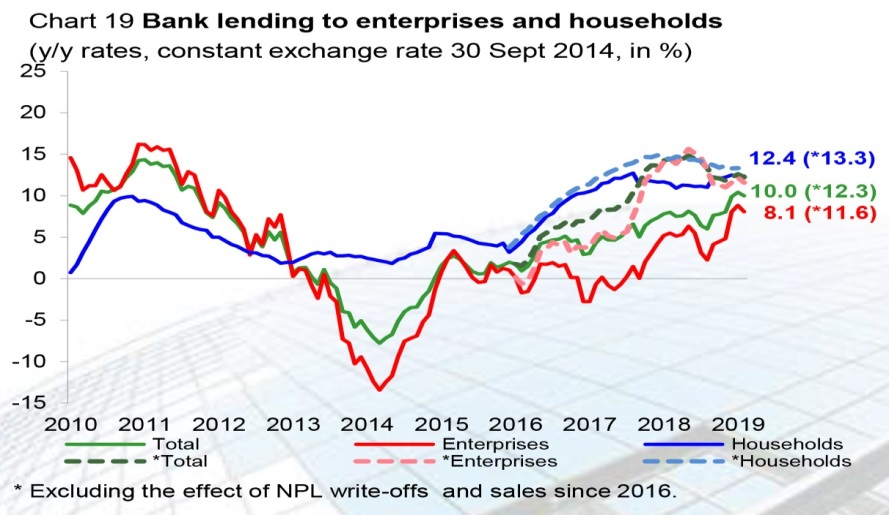 Chart 19 Bank lending to enterprises and households
(y/y rates, constant exchange rate 30 Sept 2014, in %)
25
20
15
10
5
0
-5
-10
-15
12.4 (*13.3)
10.0 (*12.3)
8.1 (*11.6)
2010 2011 2012 2013 2014 2015 2016 2017 2018 2019
Total Enterprises Households
*Total *Enterprises *Households
* Excluding the effect of NPL write-offs and sales since 2016.